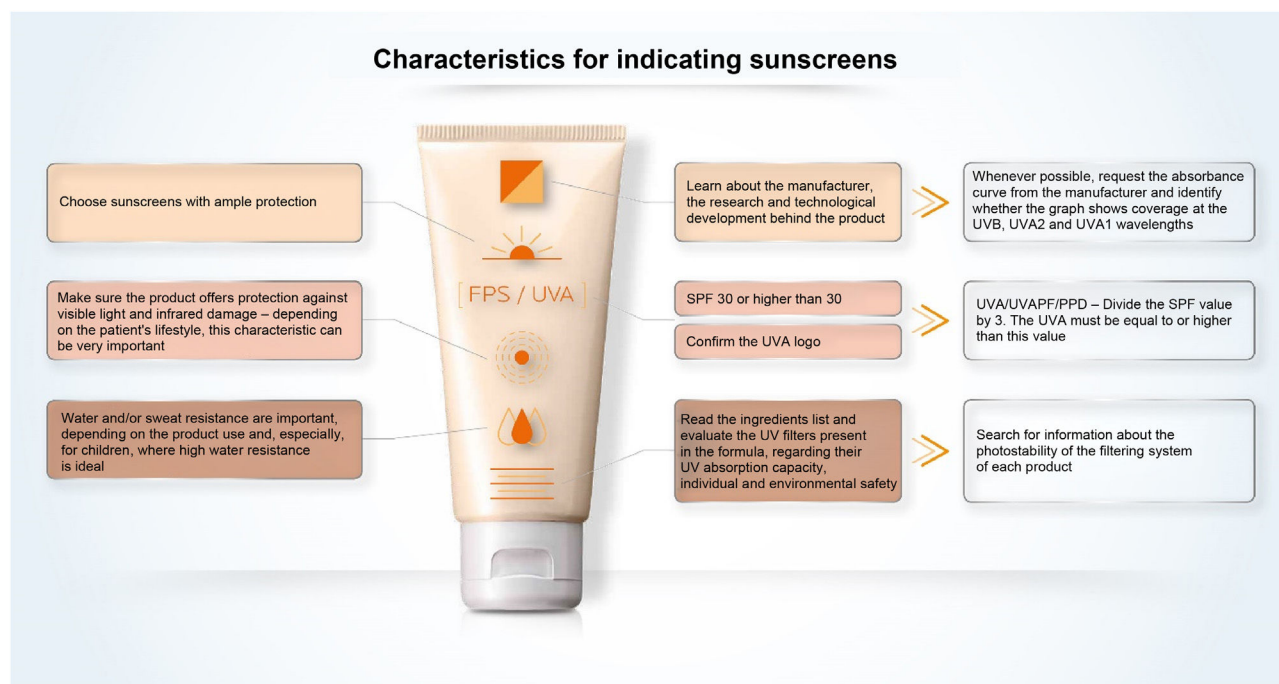 Characteristics for indicating sunscreens
Choose sunscreens with ample protection
Make sure the product offers protection against
visible light and infrared damage – depending
on the patient's lifestyle, this characteristic can
be very important
Water and/or sweat resistance are important,
depending on the product use and, especially,
for children, where high water resistance
is ideal
[ FPS / UVA ]
Learn about the manufacturer,
the research and technological
development behind the product
Whenever possible, request the absorbance
curve from the manufacturer and identify
whether the graph shows coverage at the
UVB, UVA2 and UVA1 wavelengths
SPF 30 or higher than 30
Confirm the UVA logo
UVA/UVAPF/PPD – Divide the SPF value
by 3. The UVA must be equal to or higher
than this value
Read the ingredients list and
evaluate the UV filters present
in the formula, regarding their
UV absorption capacity,
individual and environmental safety
Search for information about the
photostability of the filtering system
of each product